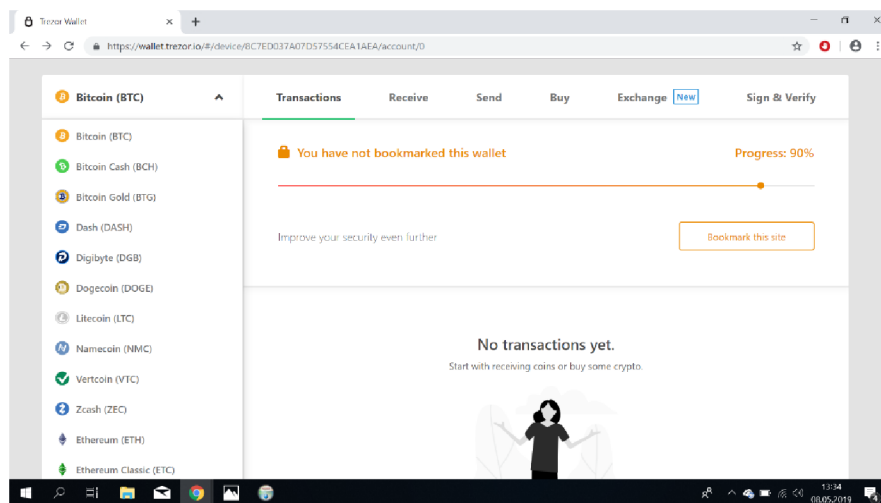 Trezor Wallet
https://wallet.trezor.io/#/device/8C7ED037A07D57554CEA1AEA/account/0
Bitcoin (BTC)
Transactions Receive Send Buy Exchange New Sign & Verify
Bitcoin (BTC)
Bitcoin Cash (BCH)
Bitcoin Gold (BTG)
Dash (DASH)
Digibyte (DGB)
Dogecoin (DOGE)
Litecoin (LTC)
Namecoin (NMC)
Vertcoin (VTC)
Zcash (ZEC)
Ethereum (ETH)
Ethereum Classic (ETC)
You have not bookmarked this wallet
Progress: 90%
Improve your security even further
Bookmark this site
No transactions yet.
Start with receiving coins or buy some crypto.
13:34
08.05.2019